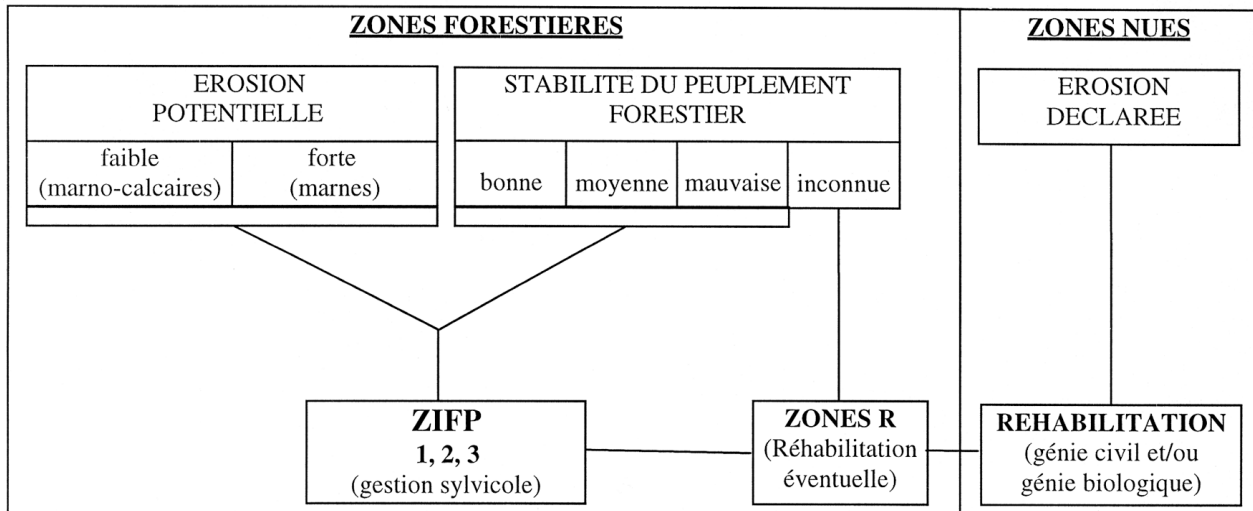 ZONES FORESTIERES
ZONES NUES
EROSION
POTENTIELLE
STABILITE DU PEUPLEMENT
FORESTIER
EROSION
DECLAREE
faible
(marno-calcaires)
forte
(marnes)
bonne
moyenne
mauvaise
inconnue
ZIFP
1, 2, 3
(gestion sylvicole)
ZONES R
(Réhabilitation
éventuelle)
REHABILITATION
(génie civil et/ou
génie biologique)